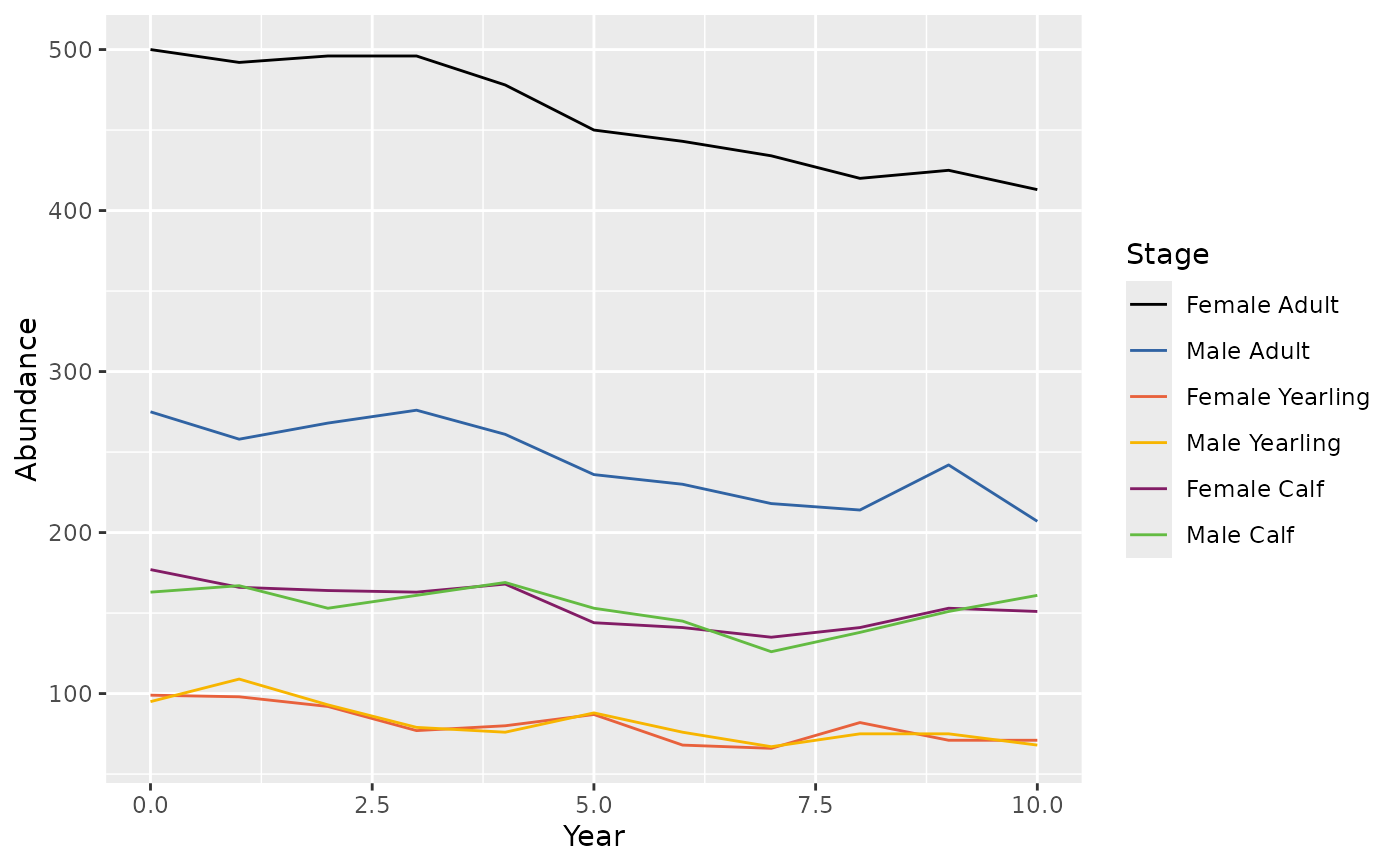 500
400
300
200
100
Abundance
0.0
2.5
5.0
7.5
10.0
Year
Stage
Female Adult
Male Adult
Female Yearling
Male Yearling
Female Calf
Male Calf